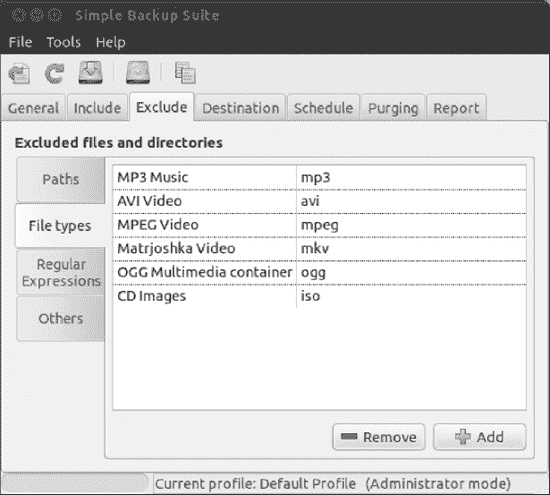 Simple Backup Suite
File Tools Help
General Include Exclude Destination Schedule Purging Report
Excluded files and directories
Paths
File types
Regular
Expressions
Others
MP3 Music mp3
AVI Video avi
MPEG Video mpeg
Matrjoshka Video mkv
OGG Multimedia container ogg
CD Images iso
Remove Add
Current profile: Default Profile (Administrator mode)